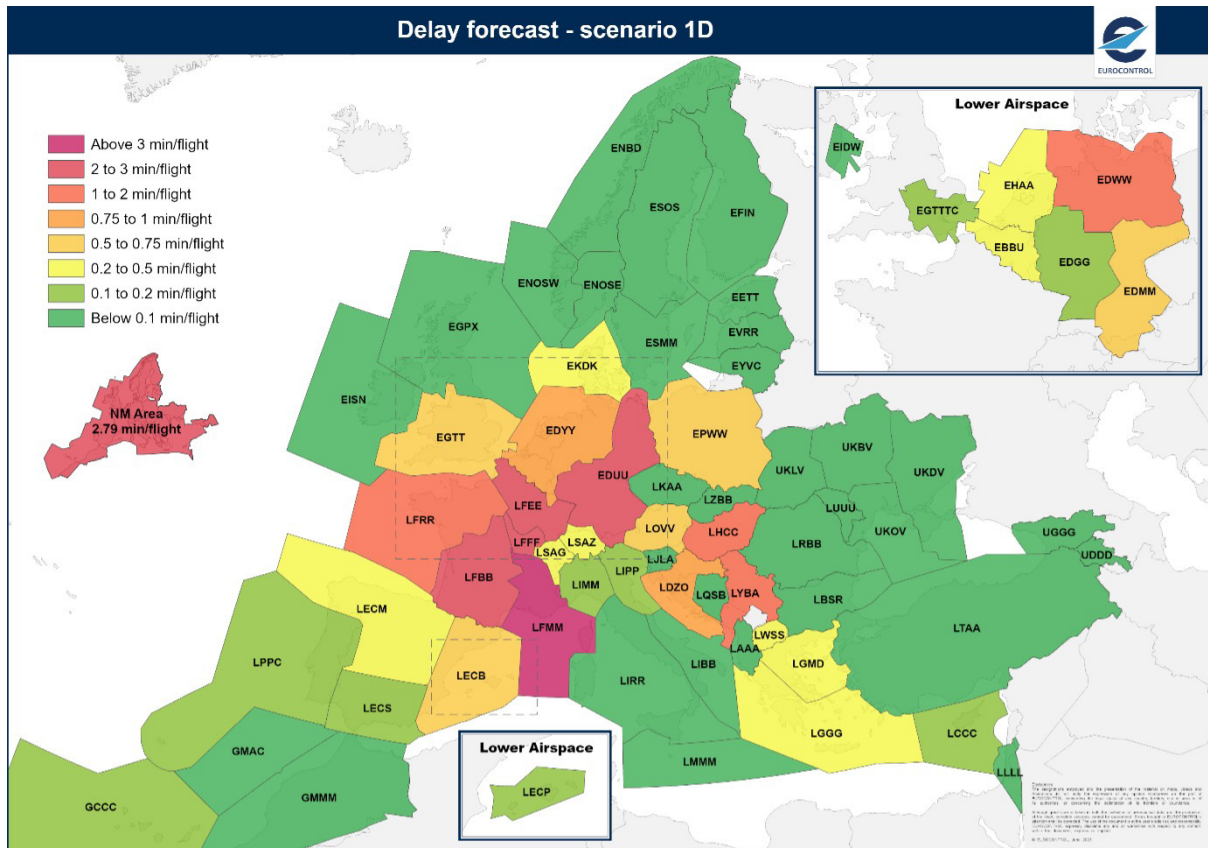 Delay forecast - scenario 1D
EUROCONTROL
Above 3 min/flight
2 to 3 min/flight
1 to 2 min/flight
0.75 to 1 min/flight
0.5 to 0.75 min/flight
0.2 to 0.5 min/flight
0.1 to 0.2 min/flight
Below 0.1 min/flight
NM Area
2.79 min/flight
Lower Airspace
EIDW
EGTTTC
EHAA
EBBU
EDWW
EDGG
EDMM
ENBD
ESOS
EFIN
ENOSW
ENOSE
EGPX
EETT
EVRR
EYVC
ESMM
EKDK
EISN
EGTT
EDYY
EPWW
EDUU
UKLV
UKBV
UKDV
LKAA
LZBB
LFRR
LFEE
LFFF
LOVV
LHCC
LUUU
UKOV
LSAG
LSAZ
LRBB
UGGG
UDDD
LFBB
LIMM
LIPP
LJLA
LDZO
LQSB
LYBA
LBSR
LECM
LFMM
LWSS
LAAA
LTAA
LPPC
LECB
LIRR
LIBB
LGMD
LECS
LGGG
LCCC
GMAC
LMMM
LLLL
GCCC
GMMM
Lower Airspace
LECP